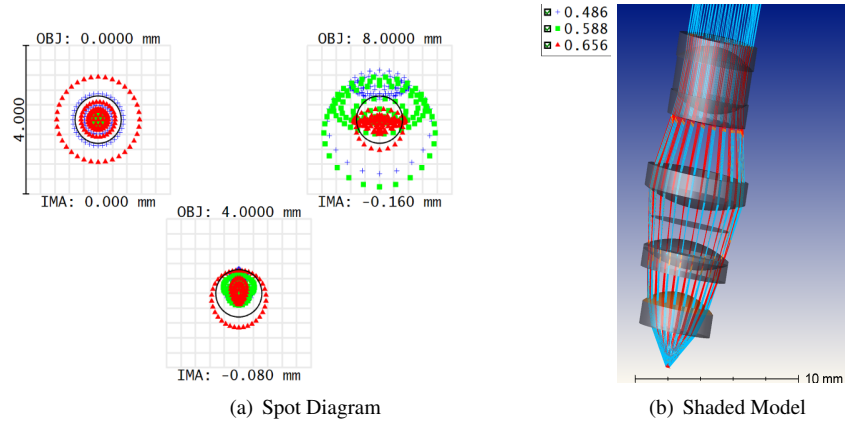 OBJ: 0.0000 mm
OBJ: 8.0000 mm
4.000
IMA: 0.000 mm
IMA: -0.160 mm
OBJ: 4.0000 mm
IMA: -0.080 mm
(a) Spot Diagram
0.486
0.588
0.656
10 mm
(b) Shaded Model